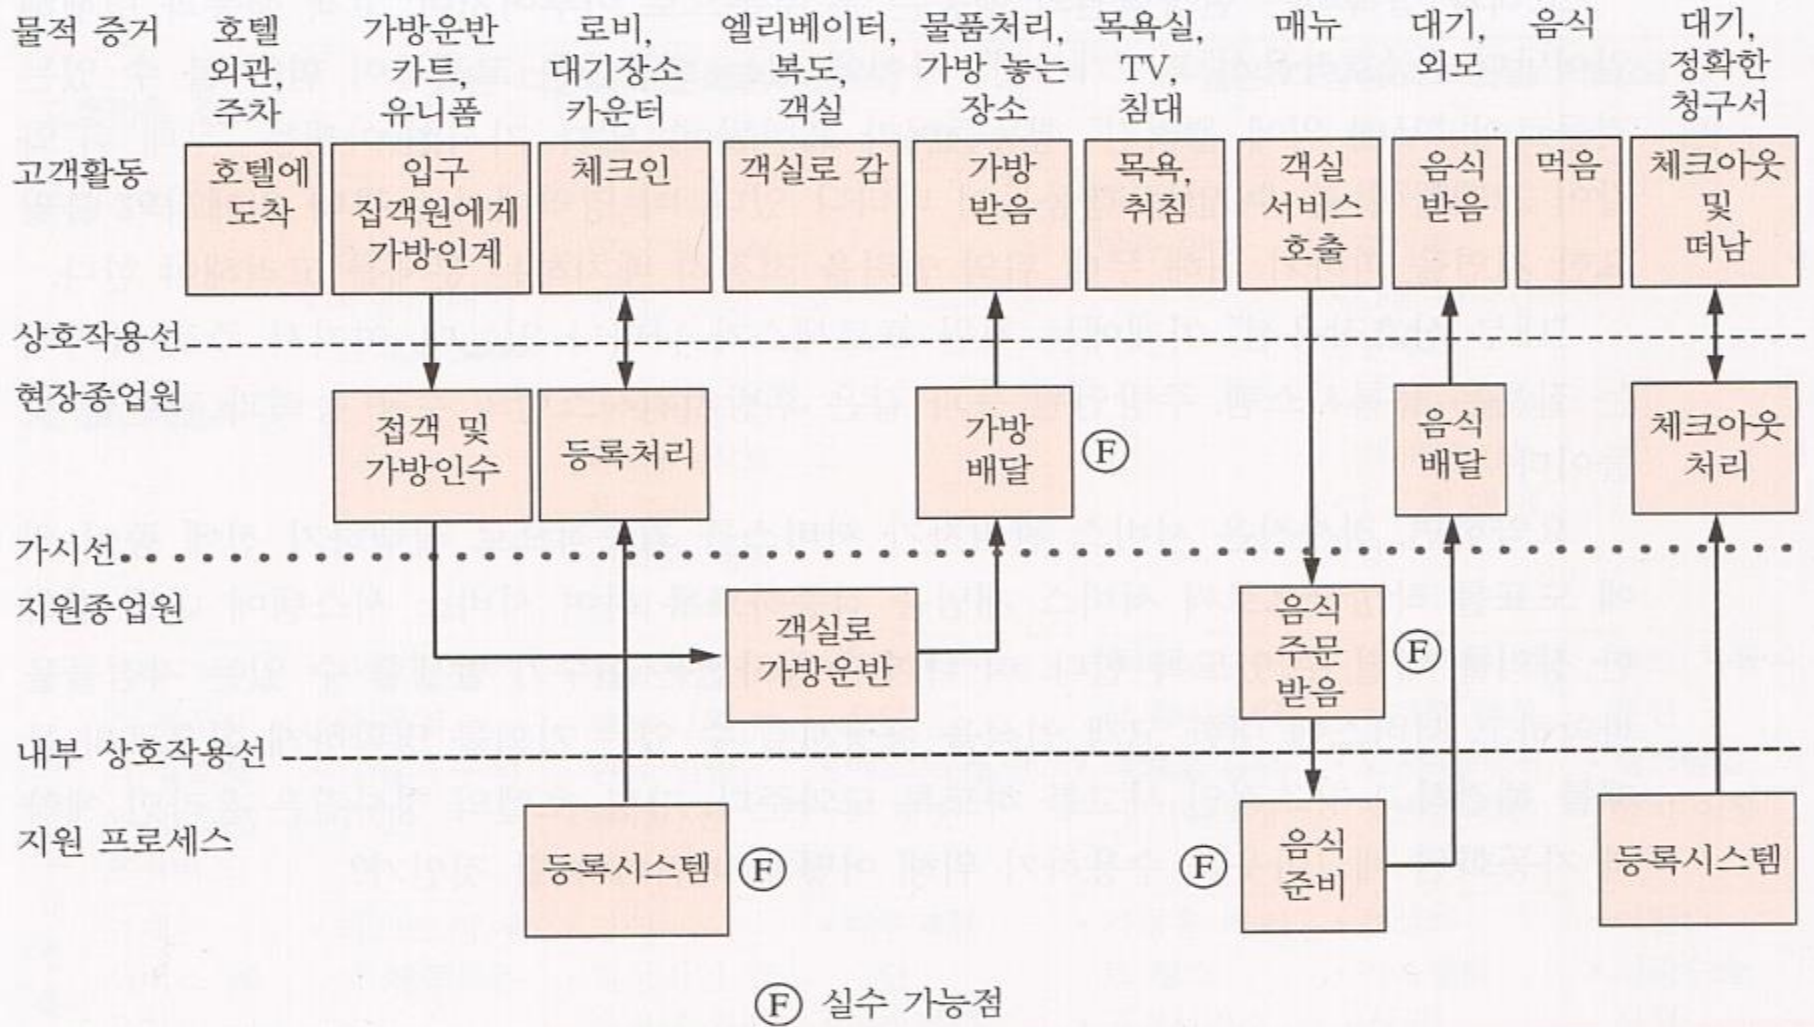 물적 증거
호텔
외관,
주차
가방운반
카트,
유니폼
로비,
대기장소
카운터
엘리베이터,
복도,
객실
물품처리,
가방 놓는
장소
목욕실,
TV,
침대
매뉴
대기,
외모
음식
대기,
정확한
청구서
고객활동
호텔에
도착
입구
집객원에게
가방인계
체크인
객실로 감
가방
받음
목욕,
취침
객실
서비스
호출
음식
받음
먹음
체크아웃
및
떠남
상호작용선
현장종업원
접객 및
가방인수
등록처리
가방
배달
F
음식
배달
체크아웃
처리
가시선
지원종업원
객실로
가방운반
음식
주문
받음
F
내부 상호작용선
지원 프로세스
등록시스템
F
F
음식
준비
등록시스템
F 실수 가능점